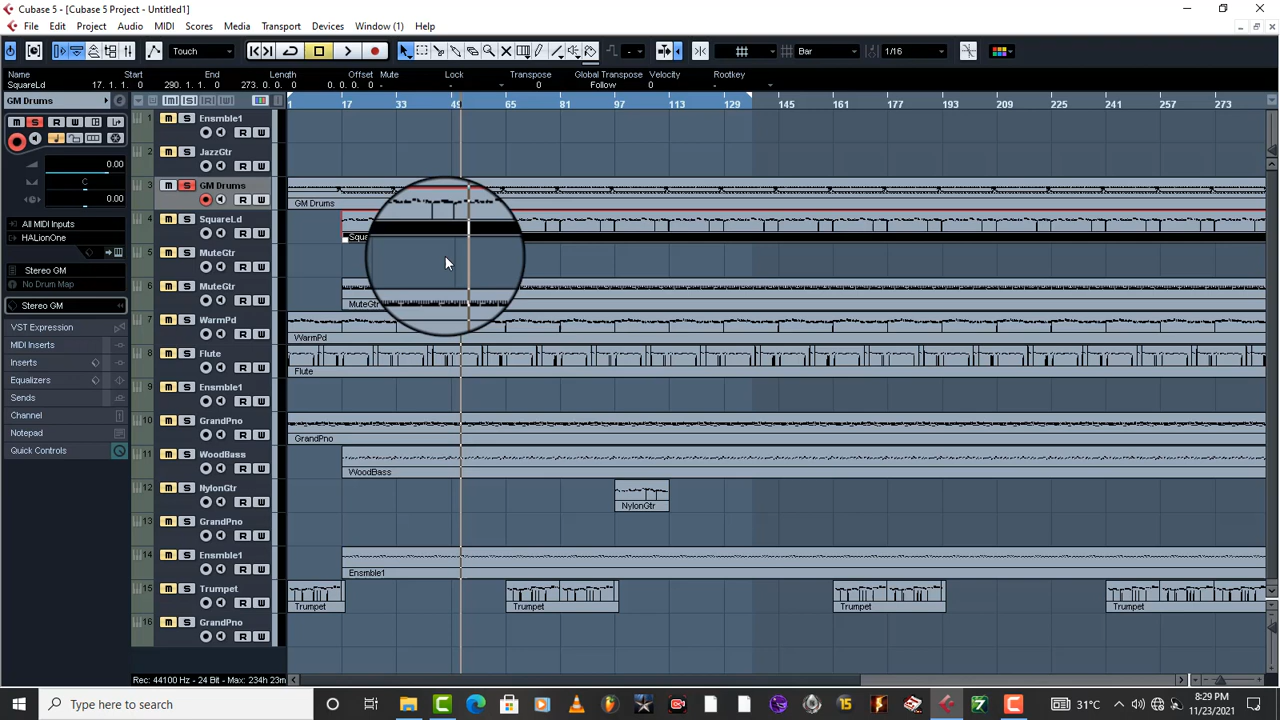 Cubase 5 - [Cubase 5 Project - Untitled1]
File Edit Project Audio MIDI Scores Media Transport Devices Window (1) Help
Touch Bar 1/16
Name Start End Length Offset Mute Lock Transpose Global Transpose Velocity Rootkey
SquareLd 17. 1. 1. 0 290. 1. 1. 0 273. 0. 0. 0 0. 0. 0. 0 - - 0 Follow 0 -
GM Drums
1 17 33 49 65 81 97 113 129 145 161 177 193 209 225 241 257 273
M S R W
0.00
C
0.00
All MIDI Inputs
HALionOne
Stereo GM
No Drum Map
Stereo GM
VST Expression
MIDI Inserts
Inserts
Equalizers
Sends
Channel
Notepad
Quick Controls
1 M S Ensmble1
R W
2 M S JazzGtr
R W
3 M S GM Drums
R W
GM Drums
4 M S SquareLd
R W
Squa
5 M S MuteGtr
R W
6 M S MuteGtr
R W
MuteGtr
7 M S WarmPd
R W
WarmPd
8 M S Flute
R W
Flute
9 M S Ensmble1
R W
10 M S GrandPno
R W
GrandPno
11 M S WoodBass
R W
WoodBass
12 M S NylonGtr
R W
NylonGtr
13 M S GrandPno
R W
14 M S Ensmble1
R W
Ensmble1
15 M S Trumpet
R W
Trumpet Trumpet Trumpet Trumpet
16 M S GrandPno
R W
Rec: 44100 Hz - 24 Bit - Max: 234h 23m
Type here to search
15
7
31°C
8:29 PM
11/23/2021